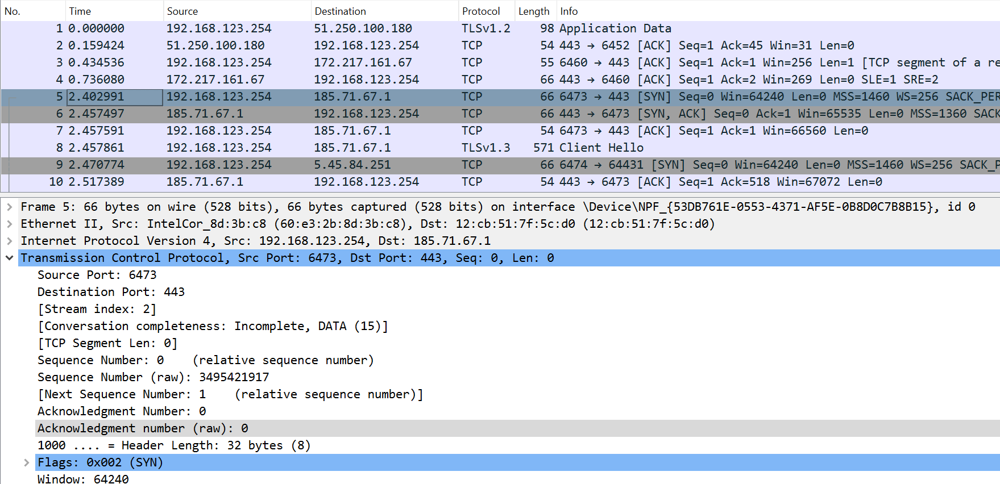 No. Time Source Destination Protocol Length Info
1 0.000000 192.168.123.254 51.250.100.180 TLSv1.2 98 Application Data
2 0.159424 51.250.100.180 192.168.123.254 TCP 54 443 → 6452 [ACK] Seq=1 Ack=45 Win=31 Len=0
3 0.434536 192.168.123.254 172.217.161.67 TCP 55 6460 → 443 [ACK] Seq=1 Ack=1 Win=256 Len=1 [TCP segment of a re
4 0.736080 172.217.161.67 192.168.123.254 TCP 66 443 → 6460 [ACK] Seq=1 Ack=2 Win=269 Len=0 SLE=1 SRE=2
5 2.402991 192.168.123.254 185.71.67.1 TCP 66 6473 → 443 [SYN] Seq=0 Win=64240 Len=0 MSS=1460 WS=256 SACK_PER
6 2.457497 185.71.67.1 192.168.123.254 TCP 66 443 → 6473 [SYN, ACK] Seq=0 Ack=1 Win=65535 Len=0 MSS=1360 SACK
7 2.457591 192.168.123.254 185.71.67.1 TCP 54 6473 → 443 [ACK] Seq=1 Ack=1 Win=66560 Len=0
8 2.457861 192.168.123.254 185.71.67.1 TLSv1.3 571 Client Hello
9 2.470774 192.168.123.254 5.45.84.251 TCP 66 6474 → 64431 [SYN] Seq=0 Win=64240 Len=0 MSS=1460 WS=256 SACK_P
10 2.517389 185.71.67.1 192.168.123.254 TCP 54 443 → 6473 [ACK] Seq=1 Ack=518 Win=67072 Len=0
Frame 5: 66 bytes on wire (528 bits), 66 bytes captured (528 bits) on interface \Device\NPF_{53DB761E-0553-4371-AF5E-0B8D0C7B8B15}, id 0
Ethernet II, Src: IntelCor_8d:3b:c8 (60:e3:2b:8d:3b:c8), Dst: 12:cb:51:7f:5c:d0 (12:cb:51:7f:5c:d0)
Internet Protocol Version 4, Src: 192.168.123.254, Dst: 185.71.67.1
Transmission Control Protocol, Src Port: 6473, Dst Port: 443, Seq: 0, Len: 0
Source Port: 6473
Destination Port: 443
[Stream index: 2]
[Conversation completeness: Incomplete, DATA (15)]
[TCP Segment Len: 0]
Sequence Number: 0 (relative sequence number)
Sequence Number (raw): 3495421917
[Next Sequence Number: 1 (relative sequence number)]
Acknowledgment Number: 0
Acknowledgment number (raw): 0
1000 .... = Header Length: 32 bytes (8)
Flags: 0x002 (SYN)
Window: 64240